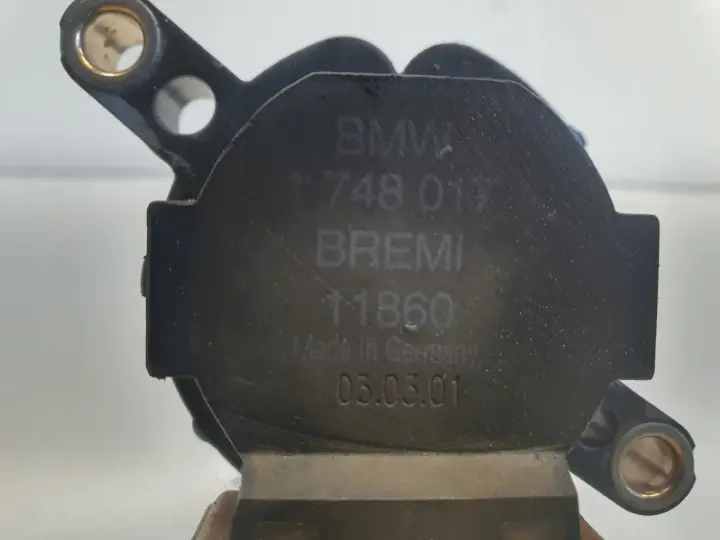 BMW
1 748 017
BREMI
11860
Made in Germany
03.03.01